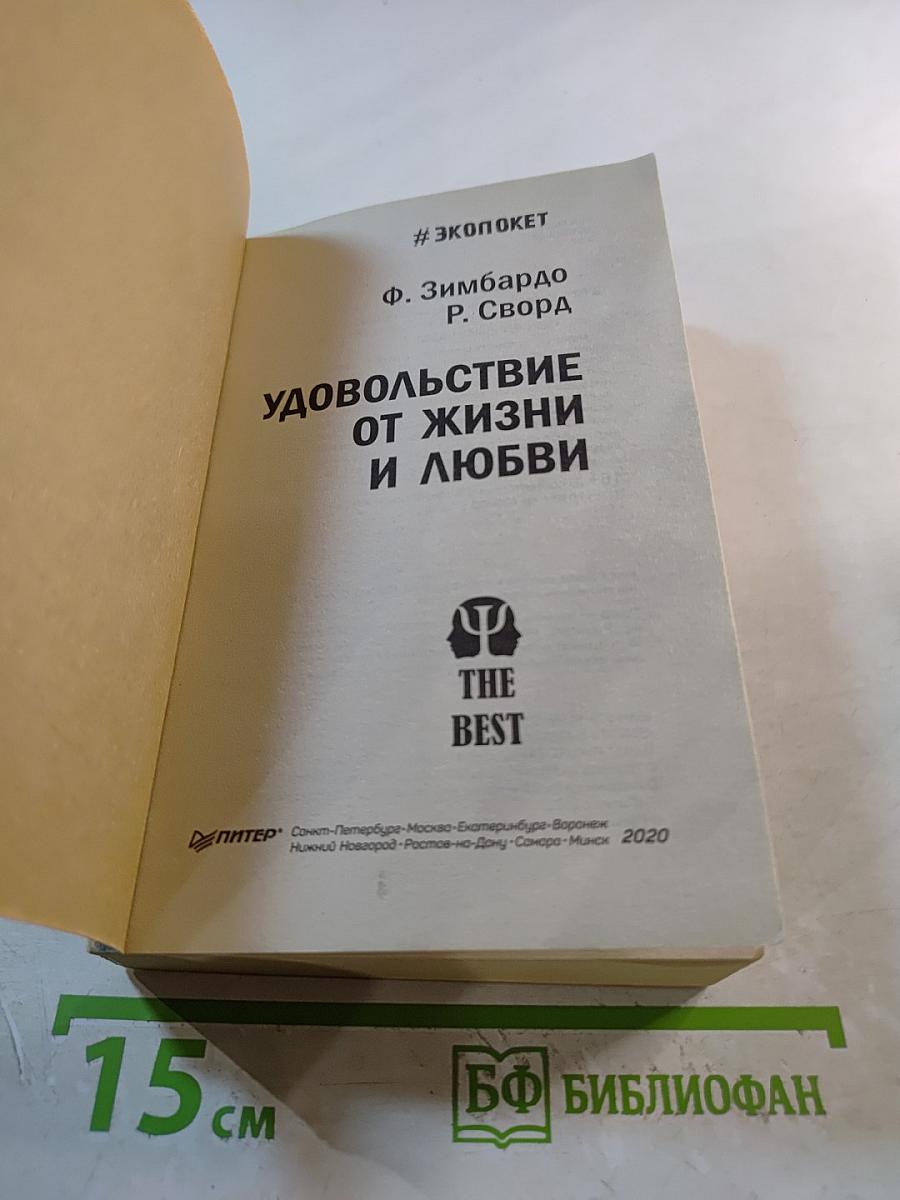 #ЭКОПОКЕТ
Ф. Зимбардо
Р. Сворд
УДОВОЛЬСТВИЕ
ОТ ЖИЗНИ
И ЛЮБВИ
Ψ
THE
BEST
ПИТЕР®
Санкт-Петербург • Москва • Екатеринбург • Воронеж
Нижний Новгород • Ростов-на-Дону • Самара • Минск
2020
15 см
БФ БИБЛИОФАН